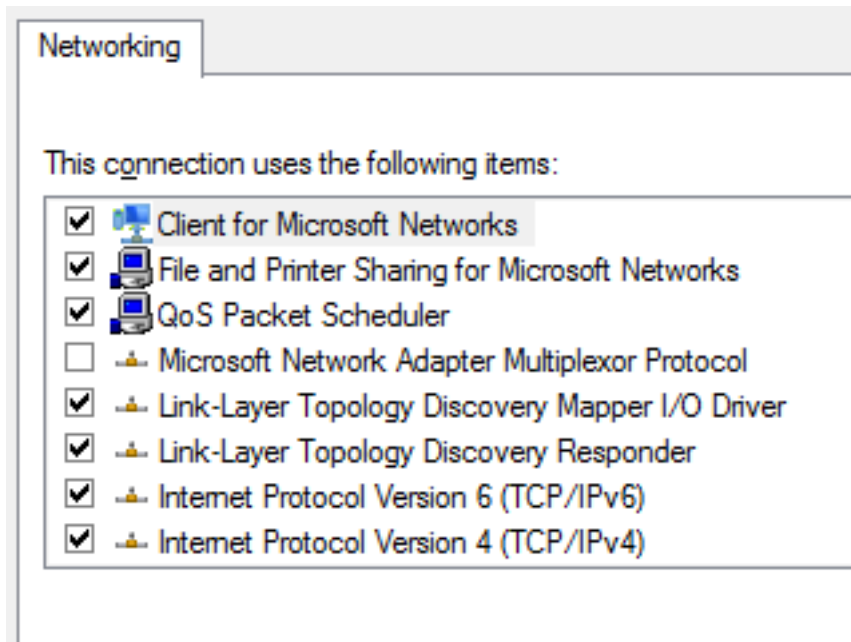 Networking
This connection uses the following items:
Client for Microsoft Networks
File and Printer Sharing for Microsoft Networks
QoS Packet Scheduler
Microsoft Network Adapter Multiplexor Protocol
Link-Layer Topology Discovery Mapper I/O Driver
Link-Layer Topology Discovery Responder
Internet Protocol Version 6 (TCP/IPv6)
Internet Protocol Version 4 (TCP/IPv4)